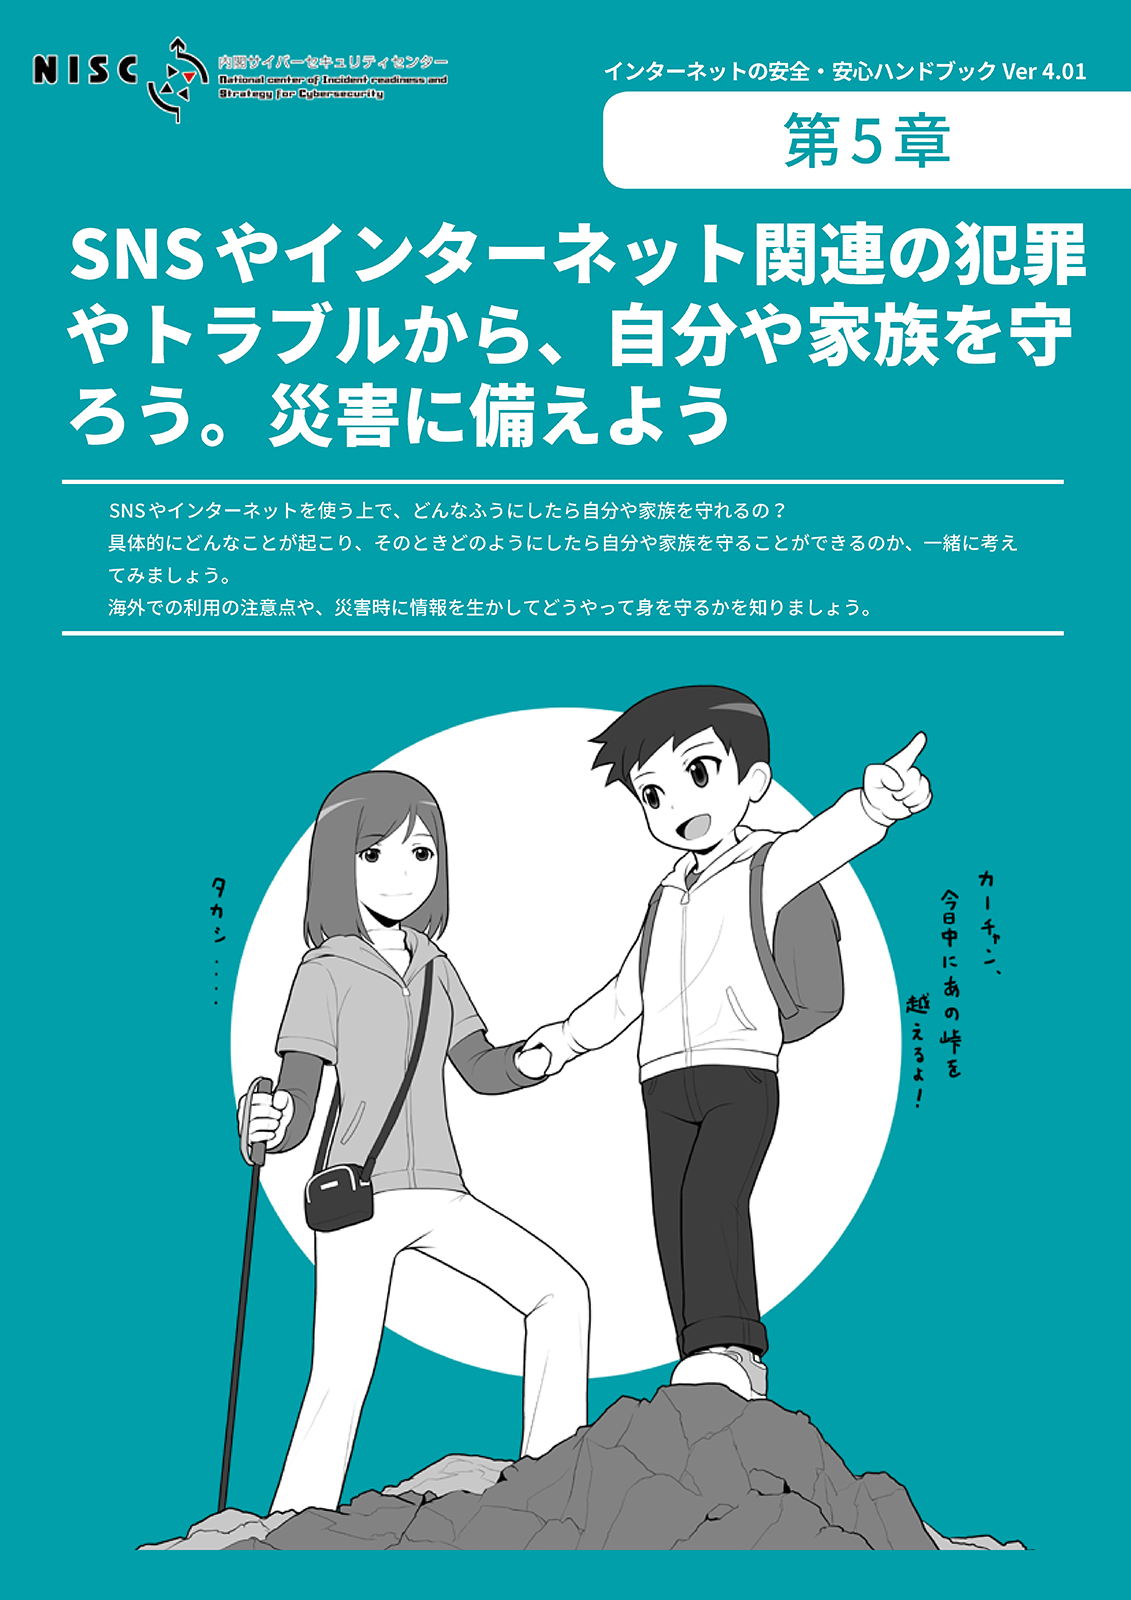 NISC
内閣サイバーセキュリティセンター
National center of Incident readiness and
Strategy for Cybersecurity
インターネットの安全・安心ハンドブック Ver 4.01
第5章
SNSやインターネット関連の犯罪
やトラブルから、自分や家族を守
ろう。災害に備えよう
SNSやインターネットを使う上で、どんなふうにしたら自分や家族を守れるの？
具体的にどんなことが起こり、そのときどのようにしたら自分や家族を守ることができるのか、一緒に考え
てみましょう。
海外での利用の注意点や、災害時に情報を生かしてどうやって身を守るかを知りましょう。
カーチャン、
今日中にあの峠を
越えるよ！
タカシ....